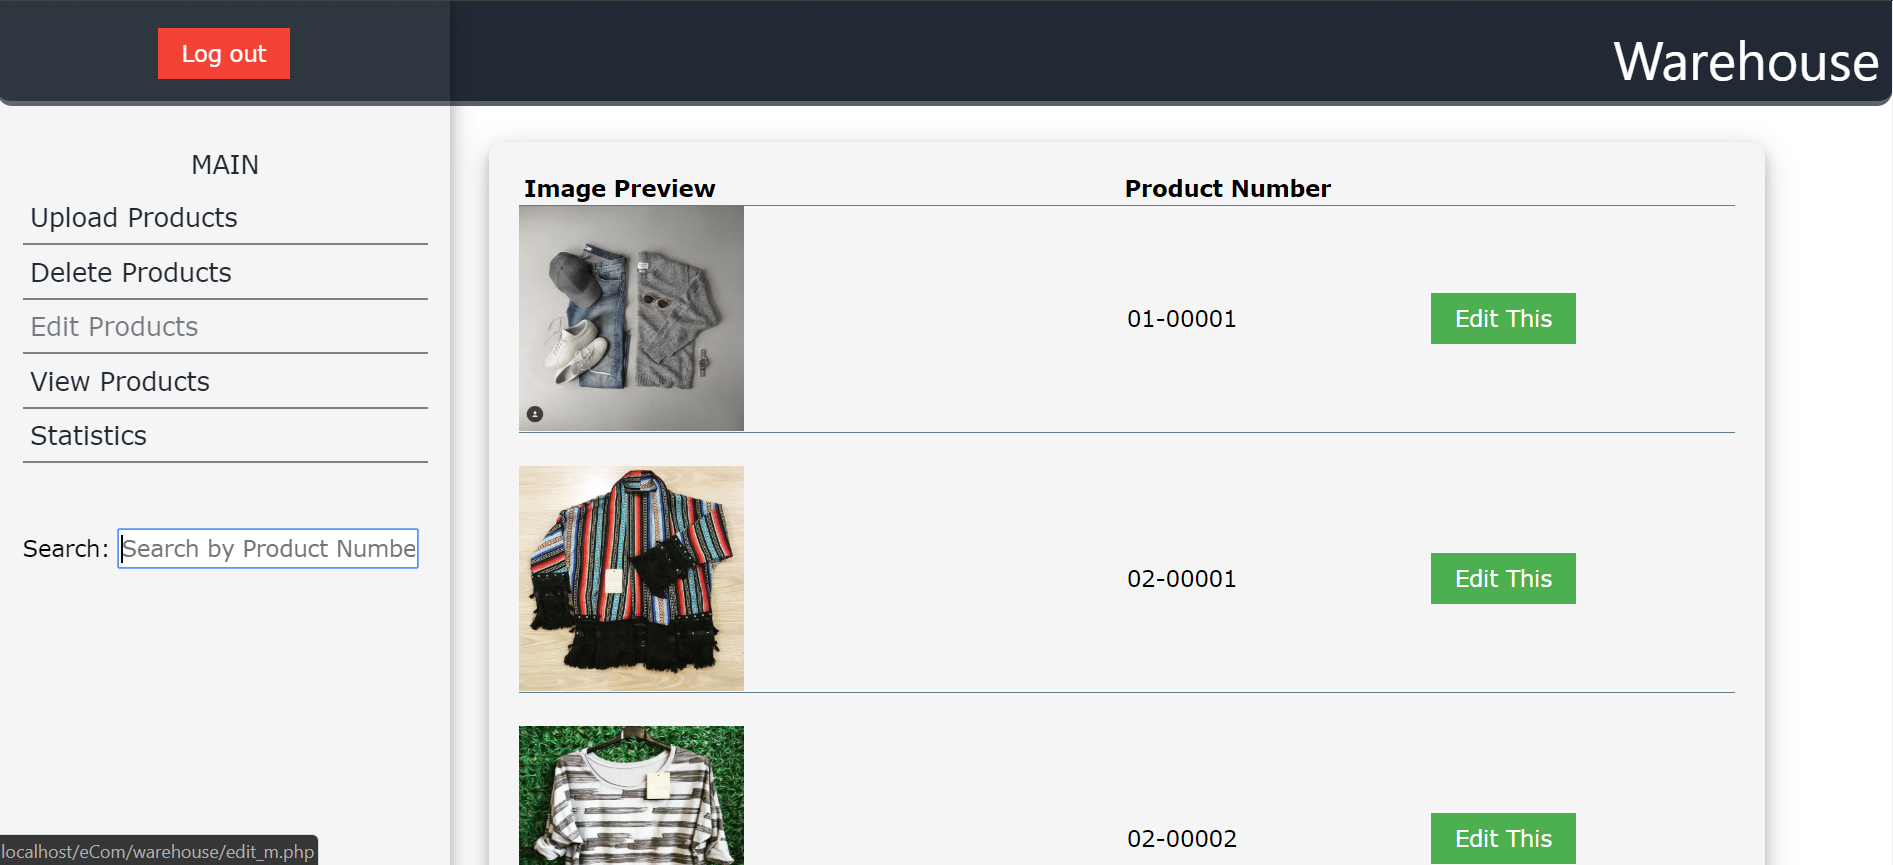 Log out
Warehouse
MAIN
Upload Products
Delete Products
Edit Products
View Products
Statistics
Search: Search by Product Numbe
Image Preview Product Number
01-00001 Edit This
02-00001 Edit This
02-00002 Edit This
localhost/eCom/warehouse/edit_m.php